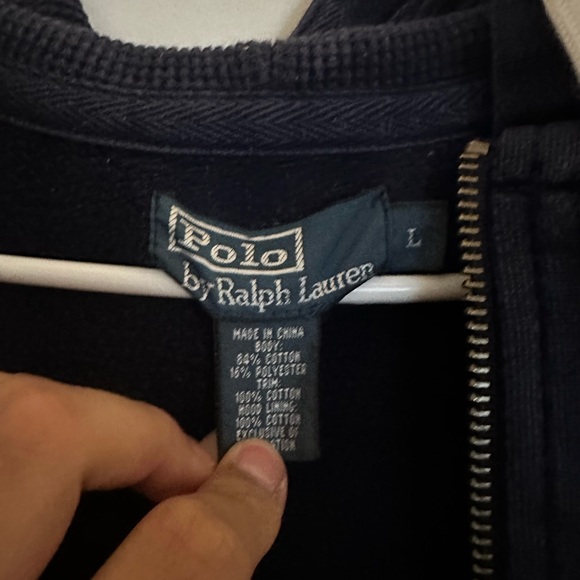 Polo
by Ralph Lauren
L
MADE IN CHINA
BODY:
84% COTTON
16% POLYESTER
TRIM:
100% COTTON
HOOD LINING:
100% COTTON
EXCLUSIVE OF